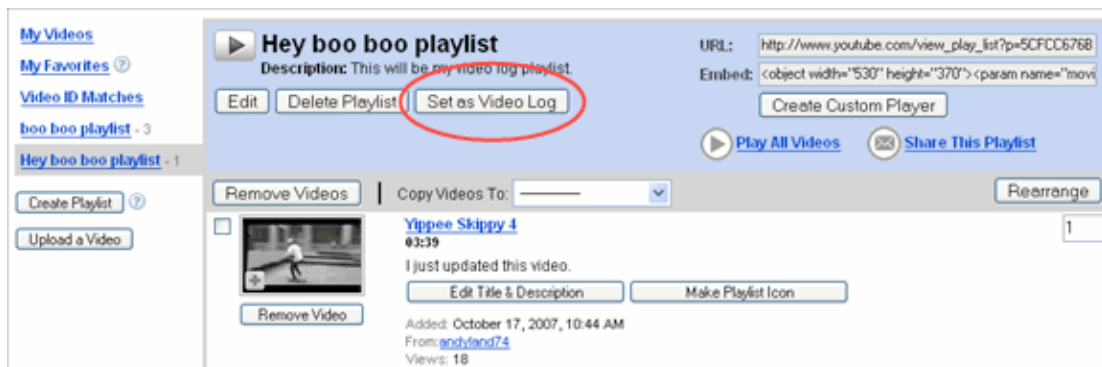 My Videos
My Favorites ?
Video ID Matches
boo boo playlist - 3
Hey boo boo playlist - 1
Create Playlist ?
Upload a Video
Hey boo boo playlist
Description: This will be my video log playlist.
Edit
Delete Playlist
Set as Video Log
URL: http://www.youtube.com/view_play_list?p=5CFCC6768
Embed: <object width="530" height="370"><param name="movi
Create Custom Player
Play All Videos
Share This Playlist
Remove Videos
Copy Videos To: ————
Rearrange
Yippee Skippy 4
03:39
1
I just updated this video.
Edit Title & Description
Make Playlist Icon
Remove Video
Added: October 17, 2007, 10:44 AM
From: andyland74
Views: 18